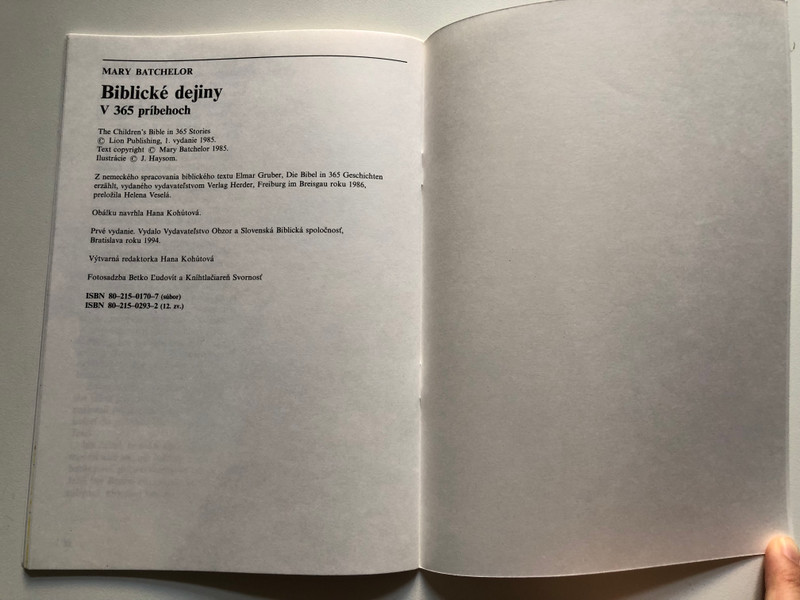 MARY BATCHELOR
Biblické dejiny
V 365 príbehoch
The Children's Bible in 365 Stories
© Lion Publishing, 1. vydanie 1985.
Text copyright © Mary Batchelor 1985.
Ilustrácie © J. Haysom.
Z nemeckého spracovania biblického textu Elmar Gruber, Die Bibel in 365 Geschichten
erzählt, vydaného vydavateľstvom Verlag Herder, Freiburg im Breisgau roku 1986,
preložila Helena Veselá.
Obálku navrhla Hana Kohútová.
Prvé vydanie. Vydalo Vydavateľstvo Obzor a Slovenská Biblická spoločnosť,
Bratislava roku 1994.
Výtvarná redaktorka Hana Kohútová
Fotosadzba Betko Ľudovít a Kníhtlačiareň Svornosť
ISBN 80–215–0170–7 (súbor)
ISBN 80–215–0293–2 (12. zv.)